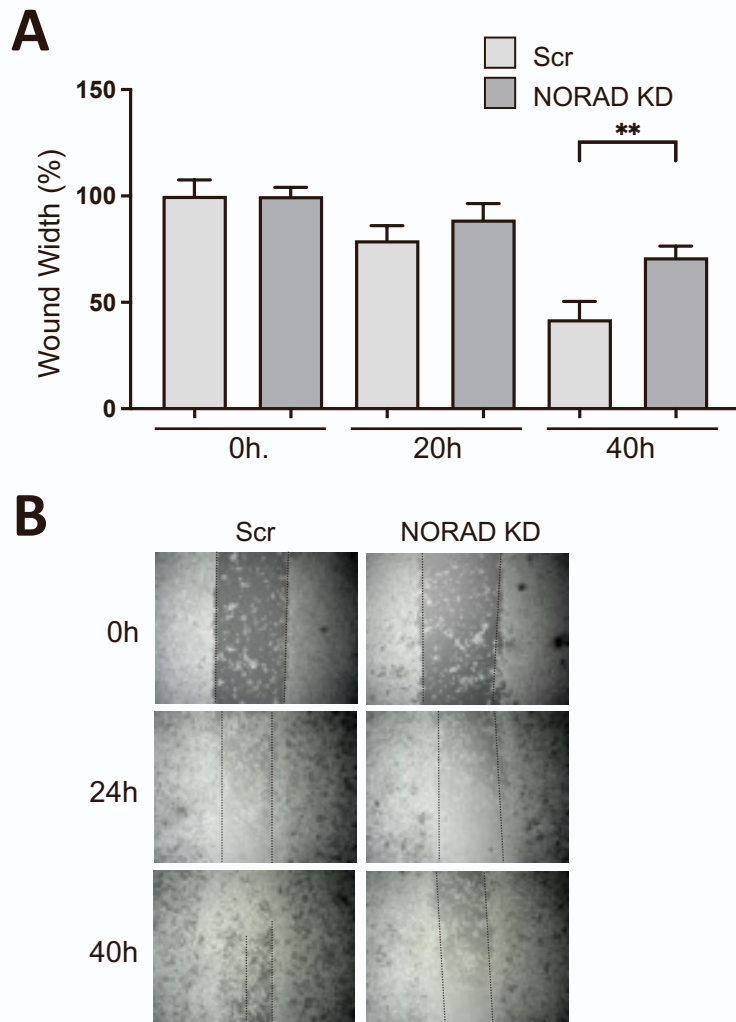 A
Scr
NORAD KD
**
150
100
50
0
Wound Width (%)
0h.
20h
40h
B
Scr
NORAD KD
0h
24h
40h